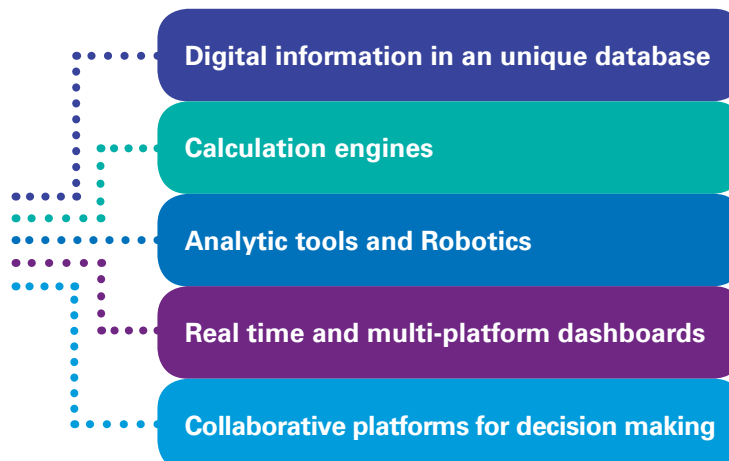 Digital information in an unique database
Calculation engines
Analytic tools and Robotics
Real time and multi-platform dashboards
Collaborative platforms for decision making